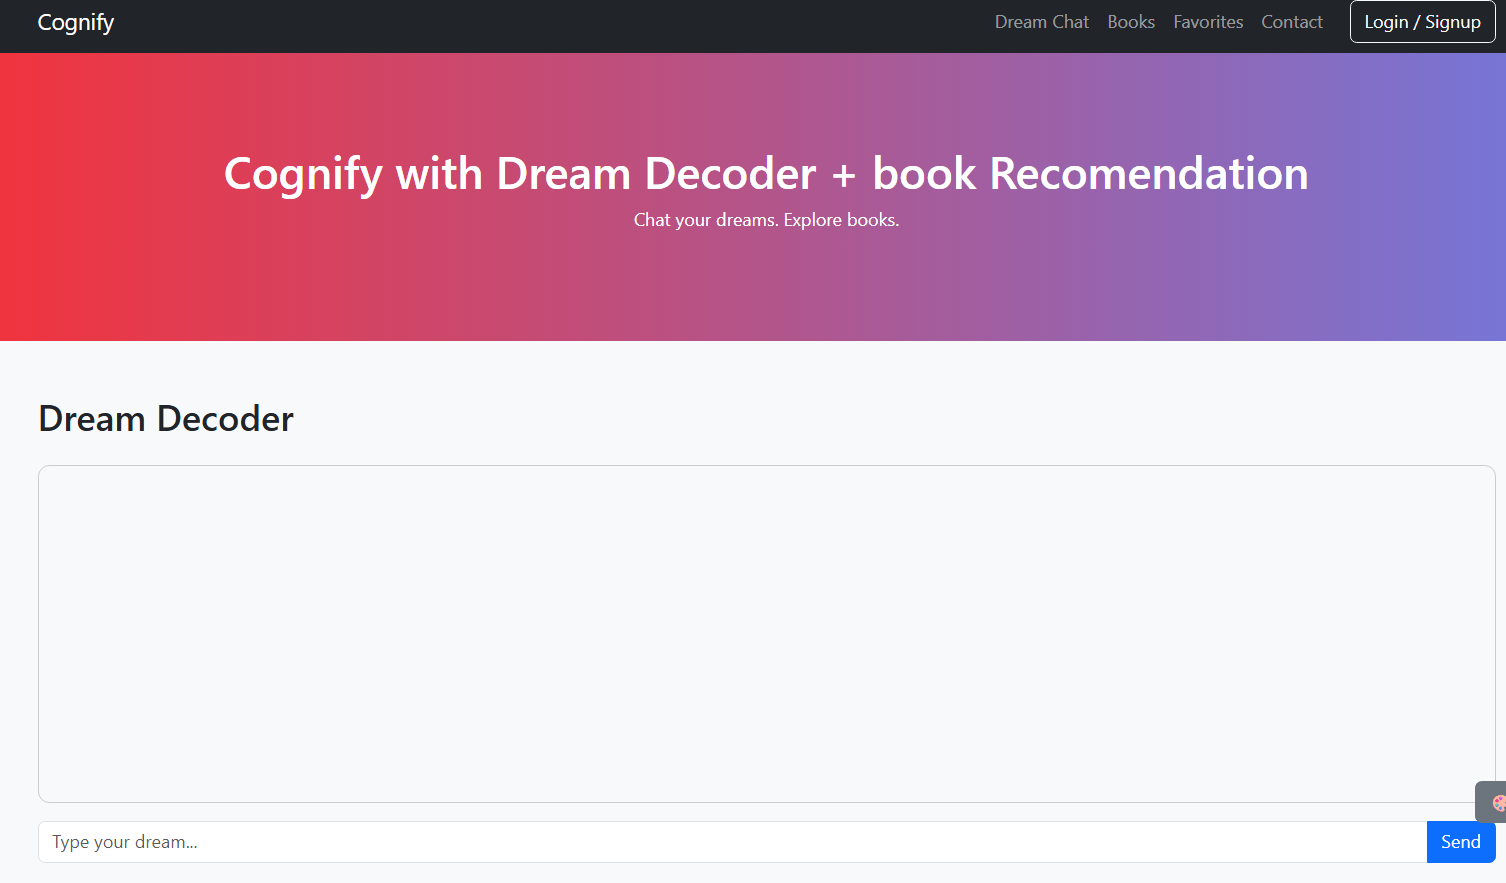 Cognify
Dream Chat Books Favorites Contact Login / Signup
Cognify with Dream Decoder + book Recomendation
Chat your dreams. Explore books.
Dream Decoder
Type your dream...
Send